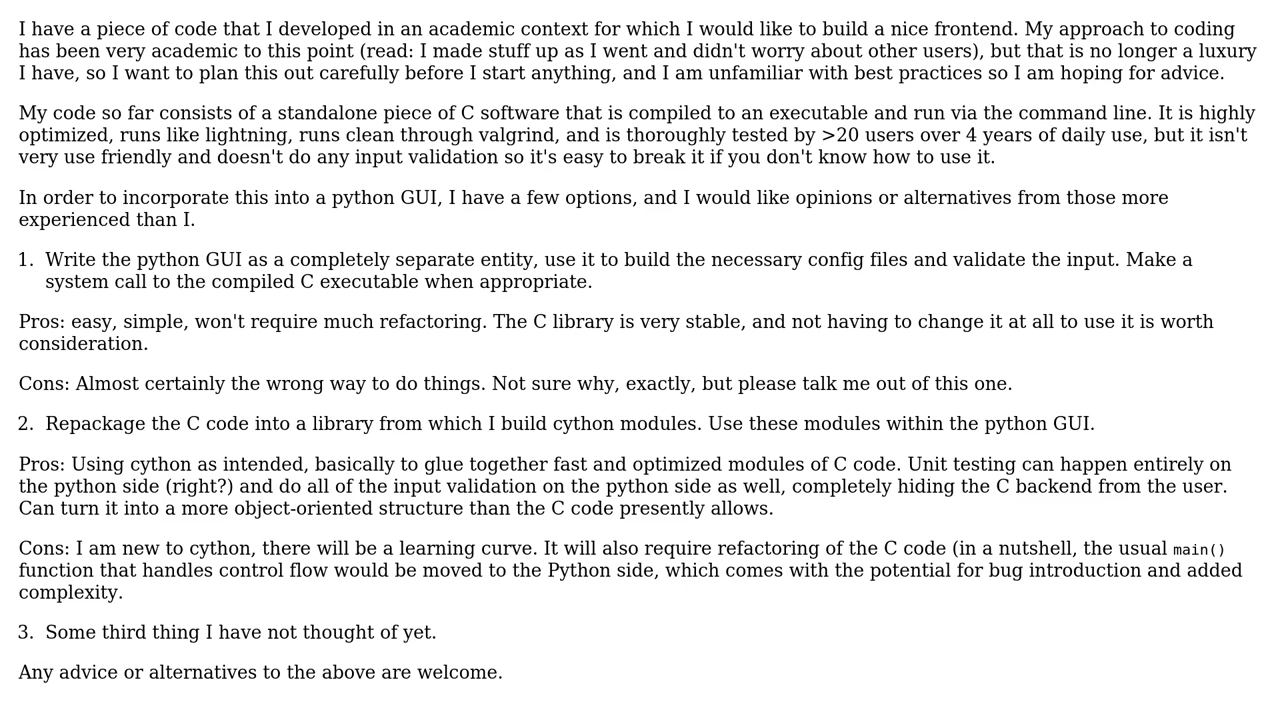 I have a piece of code that I developed in an academic context for which I would like to build a nice frontend. My approach to coding
has been very academic to this point (read: I made stuff up as I went and didn't worry about other users), but that is no longer a luxury
I have, so I want to plan this out carefully before I start anything, and I am unfamiliar with best practices so I am hoping for advice.
My code so far consists of a standalone piece of C software that is compiled to an executable and run via the command line. It is highly
optimized, runs like lightning, runs clean through valgrind, and is thoroughly tested by >20 users over 4 years of daily use, but it isn't
very use friendly and doesn't do any input validation so it's easy to break it if you don't know how to use it.
In order to incorporate this into a python GUI, I have a few options, and I would like opinions or alternatives from those more
experienced than I.
1. Write the python GUI as a completely separate entity, use it to build the necessary config files and validate the input. Make a
system call to the compiled C executable when appropriate.
Pros: easy, simple, won't require much refactoring. The C library is very stable, and not having to change it at all to use it is worth
consideration.
Cons: Almost certainly the wrong way to do things. Not sure why, exactly, but please talk me out of this one.
2. Repackage the C code into a library from which I build cython modules. Use these modules within the python GUI.
Pros: Using cython as intended, basically to glue together fast and optimized modules of C code. Unit testing can happen entirely on
the python side (right?) and do all of the input validation on the python side as well, completely hiding the C backend from the user.
Can turn it into a more object-oriented structure than the C code presently allows.
Cons: I am new to cython, there will be a learning curve. It will also require refactoring of the C code (in a nutshell, the usual main()
function that handles control flow would be moved to the Python side, which comes with the potential for bug introduction and added
complexity.
3. Some third thing I have not thought of yet.
Any advice or alternatives to the above are welcome.